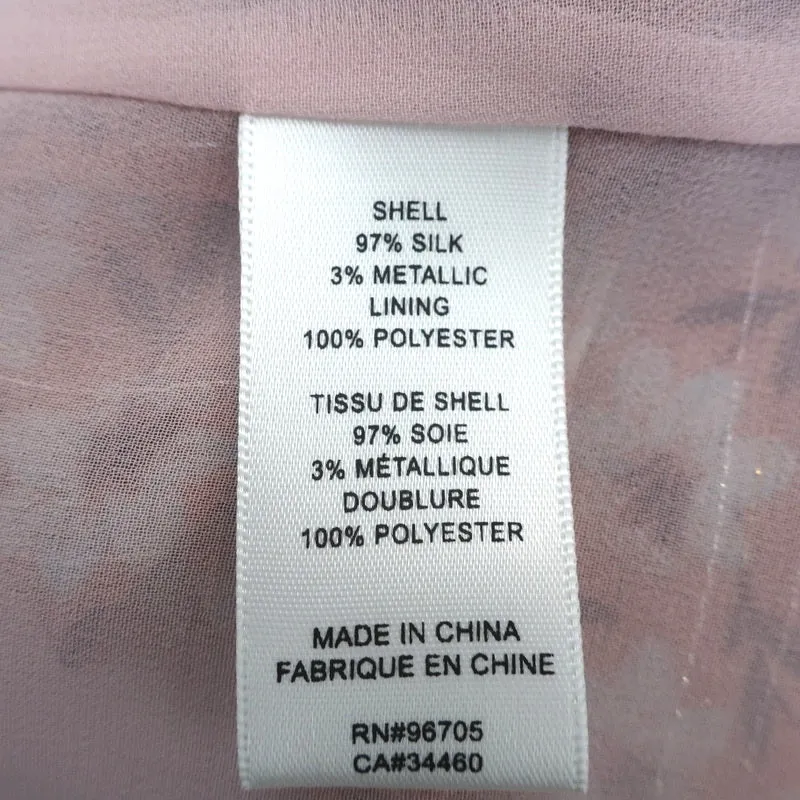 SHELL
97% SILK
3% METALLIC
LINING
100% POLYESTER
TISSU DE SHELL
97% SOIE
3% MÉTALLIQUE
DOUBLURE
100% POLYESTER
MADE IN CHINA
FABRIQUE EN CHINE
RN#96705
CA#34460